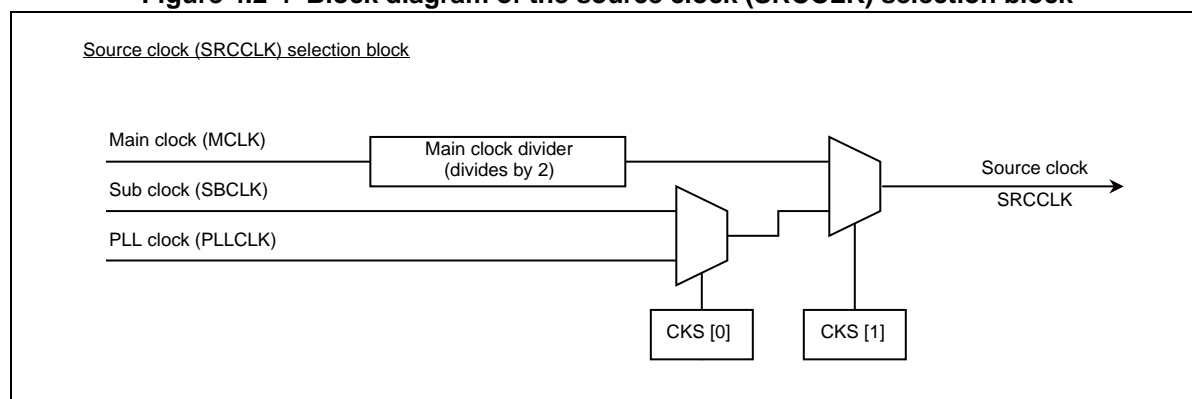 Source clock (SRCCLK) selection block
Main clock (MCLK)
Main clock divider
(divides by 2)
Source clock
SRCCLK
Sub clock (SBCLK)
PLL clock (PLLCLK)
CKS [0]
CKS [1]